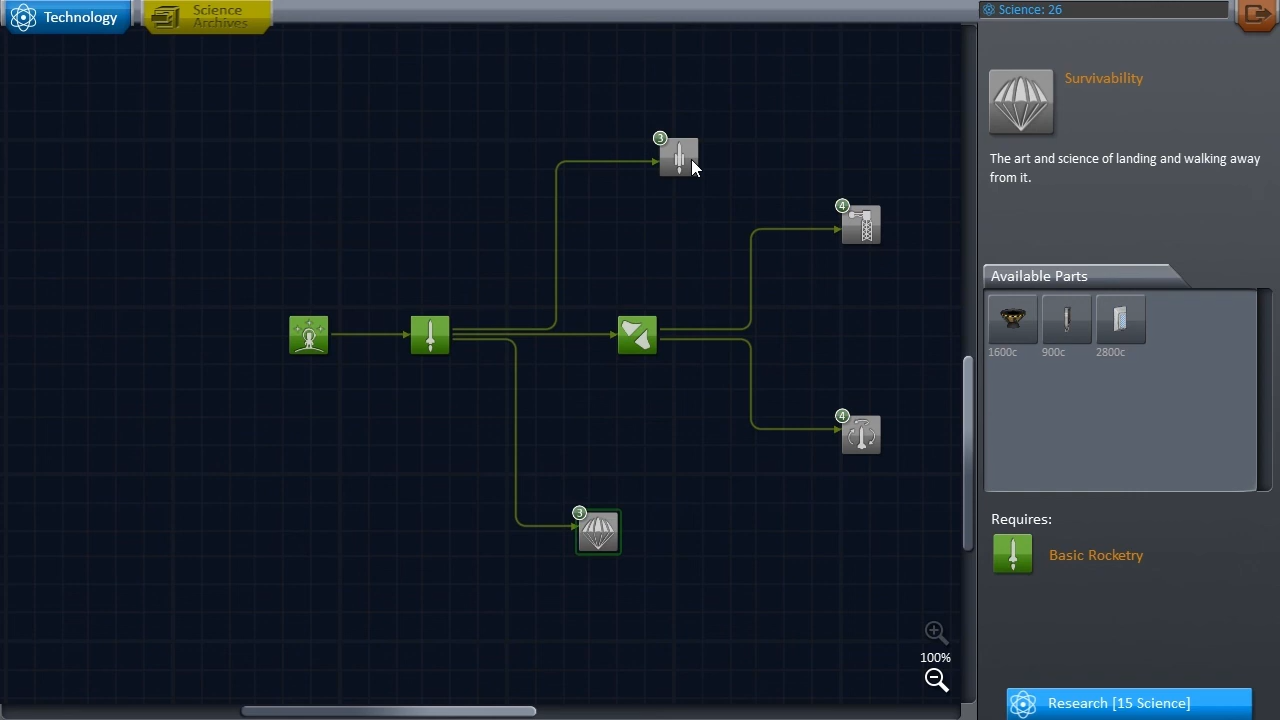 Technology
Science Archives
Science: 26
Survivability
The art and science of landing and walking away
from it.
3
4
Available Parts
1600c 900c 2800c
Requires:
Basic Rocketry
4
3
100%
Research [15 Science]